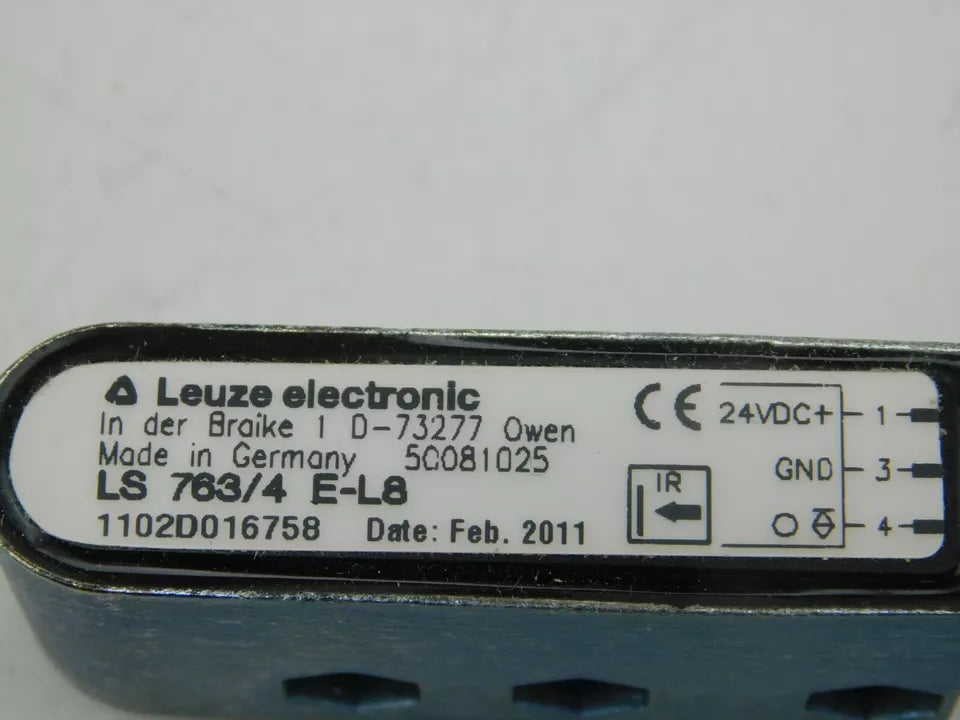 Leuze electronic
In der Braike 1 D-73277 Owen
Made in Germany 50081025
LS 763/4 E-L8
1102D016758 Date: Feb. 2011
CE
IR
24VDC+ 1
GND 3
4